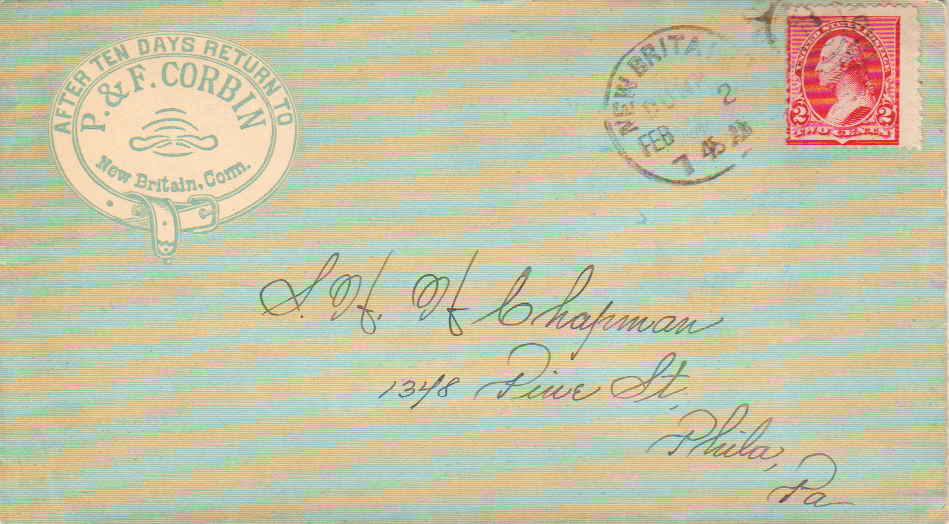 AFTER TEN DAYS RETURN TO
P. & F. CORBIN
New Britain, Conn.
NEW BRITAIN
CONN
2
FEB
7 45 AM
2 2
TWO CENTS
S. H. & H Chapman
1348 Pine St,
Phila,
Pa